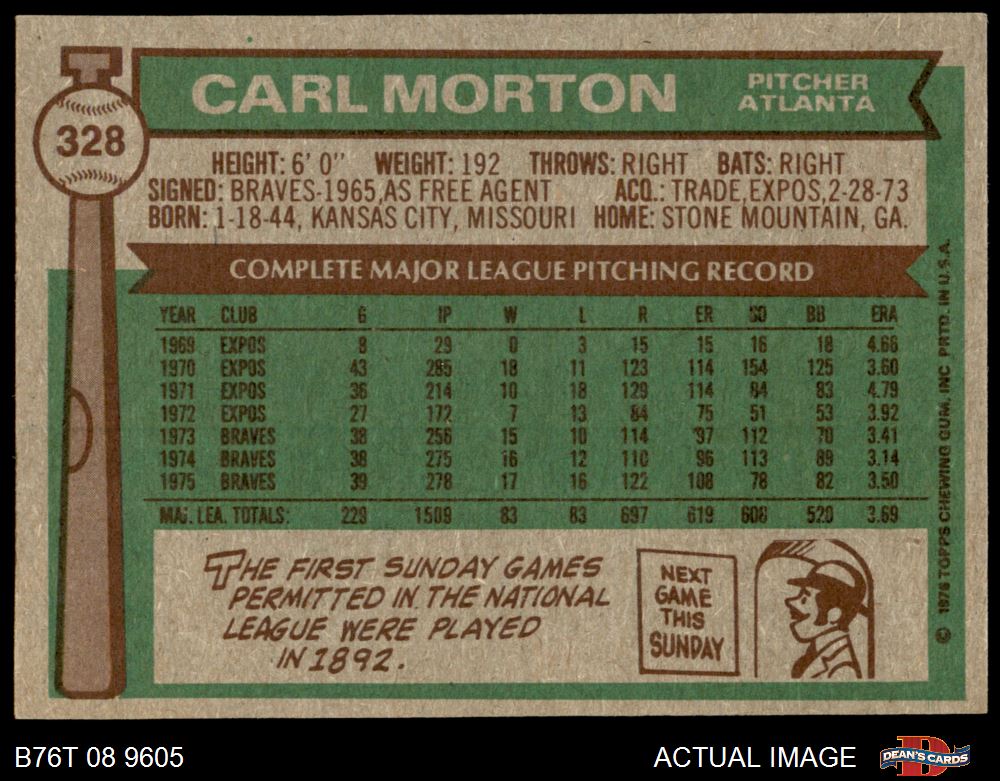 CARL MORTON
PITCHER
ATLANTA
328
HEIGHT: 6' 0" WEIGHT: 192 THROWS: RIGHT BATS: RIGHT
SIGNED: BRAVES-1965, AS FREE AGENT ACQ.: TRADE, EXPOS, 2-28-73
BORN: 1-18-44, KANSAS CITY, MISSOURI HOME: STONE MOUNTAIN, GA.
COMPLETE MAJOR LEAGUE PITCHING RECORD
YEAR CLUB G IP W L R ER SO BB ERA
1969 EXPOS 8 29 0 3 15 15 16 18 4.66
1970 EXPOS 43 285 18 11 123 114 154 125 3.60
1971 EXPOS 36 214 10 18 129 114 84 83 4.79
1972 EXPOS 27 172 7 13 84 75 51 53 3.92
1973 BRAVES 38 256 15 10 114 97 112 70 3.41
1974 BRAVES 38 275 16 12 110 96 113 89 3.14
1975 BRAVES 39 278 17 16 122 108 78 82 3.50
MAJ. LEA. TOTALS: 229 1509 83 83 697 619 608 520 3.69
THE FIRST SUNDAY GAMES
PERMITTED IN THE NATIONAL
LEAGUE WERE PLAYED
IN 1892.
NEXT
GAME
THIS
SUNDAY
© 1976 TOPPS CHEWING GUM, INC PRTD. IN U.S.A.
B76T 08 9605
ACTUAL IMAGE
DEAN'S CARDS